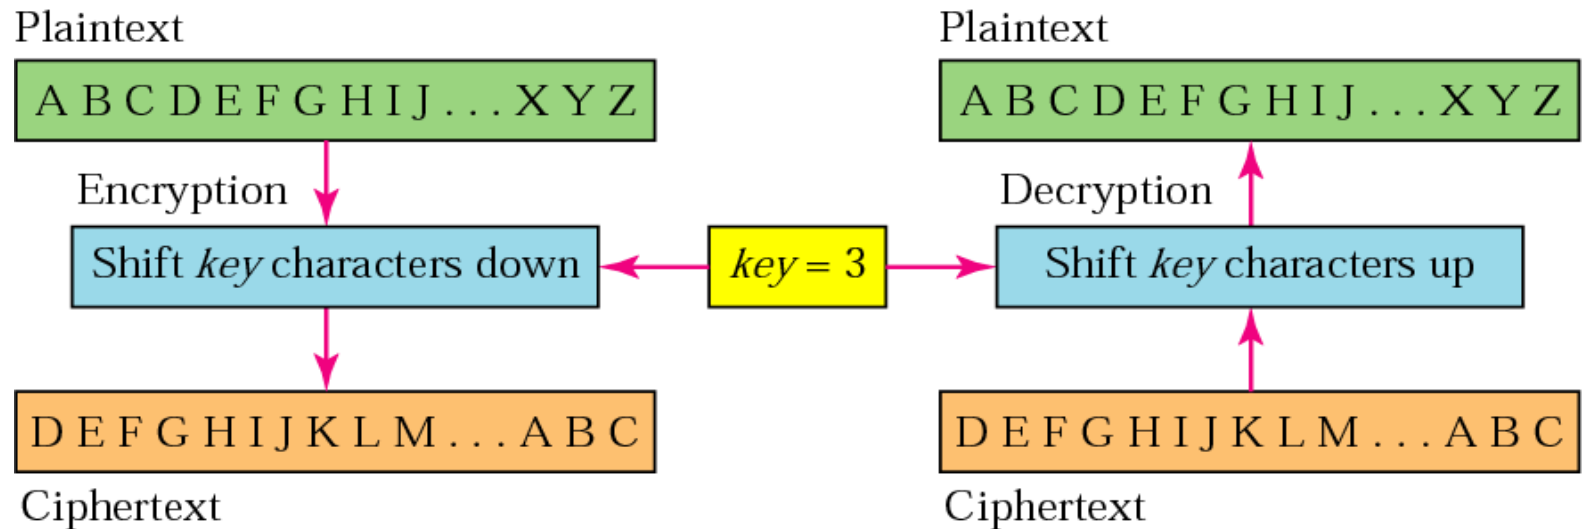 Plaintext
A B C D E F G H I J . . . X Y Z
Encryption
Shift key characters down
D E F G H I J K L M . . . A B C
Ciphertext
key = 3
Plaintext
A B C D E F G H I J . . . X Y Z
Decryption
Shift key characters up
D E F G H I J K L M . . . A B C
Ciphertext